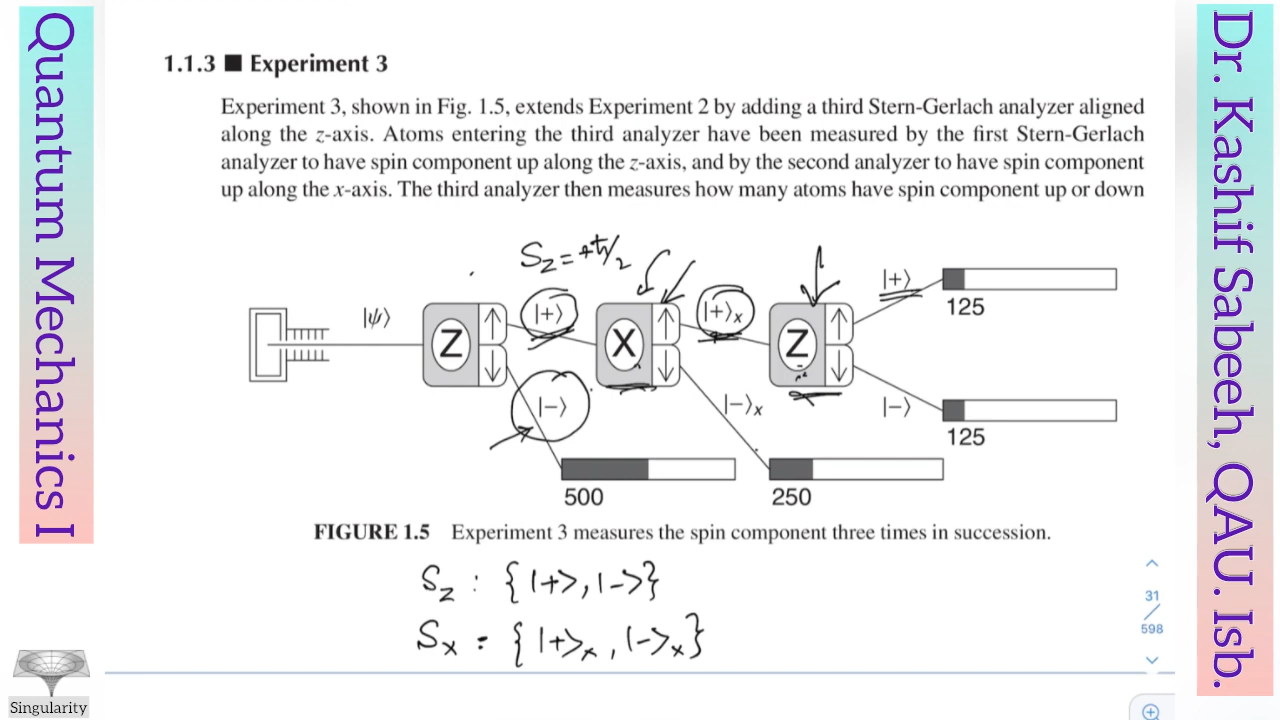 Quantum Mechanics I
1.1.3 ■ Experiment 3
Experiment 3, shown in Fig. 1.5, extends Experiment 2 by adding a third Stern-Gerlach analyzer aligned
along the z-axis. Atoms entering the third analyzer have been measured by the first Stern-Gerlach
analyzer to have spin component up along the z-axis, and by the second analyzer to have spin component
up along the x-axis. The third analyzer then measures how many atoms have spin component up or down
S_z = +ħ/2
|ψ⟩
Z
↑
↓
|+⟩
|−⟩
500
X
↑
↓
|+⟩x
|−⟩x
250
Z
↑
↓
|+⟩
125
|−⟩
125
FIGURE 1.5 Experiment 3 measures the spin component three times in succession.
S_z : {|+>, |->}
S_x = {|+>x, |->x}
31
/
598
Singularity
Dr. Kashif Sabeeh, QAU. Isb.